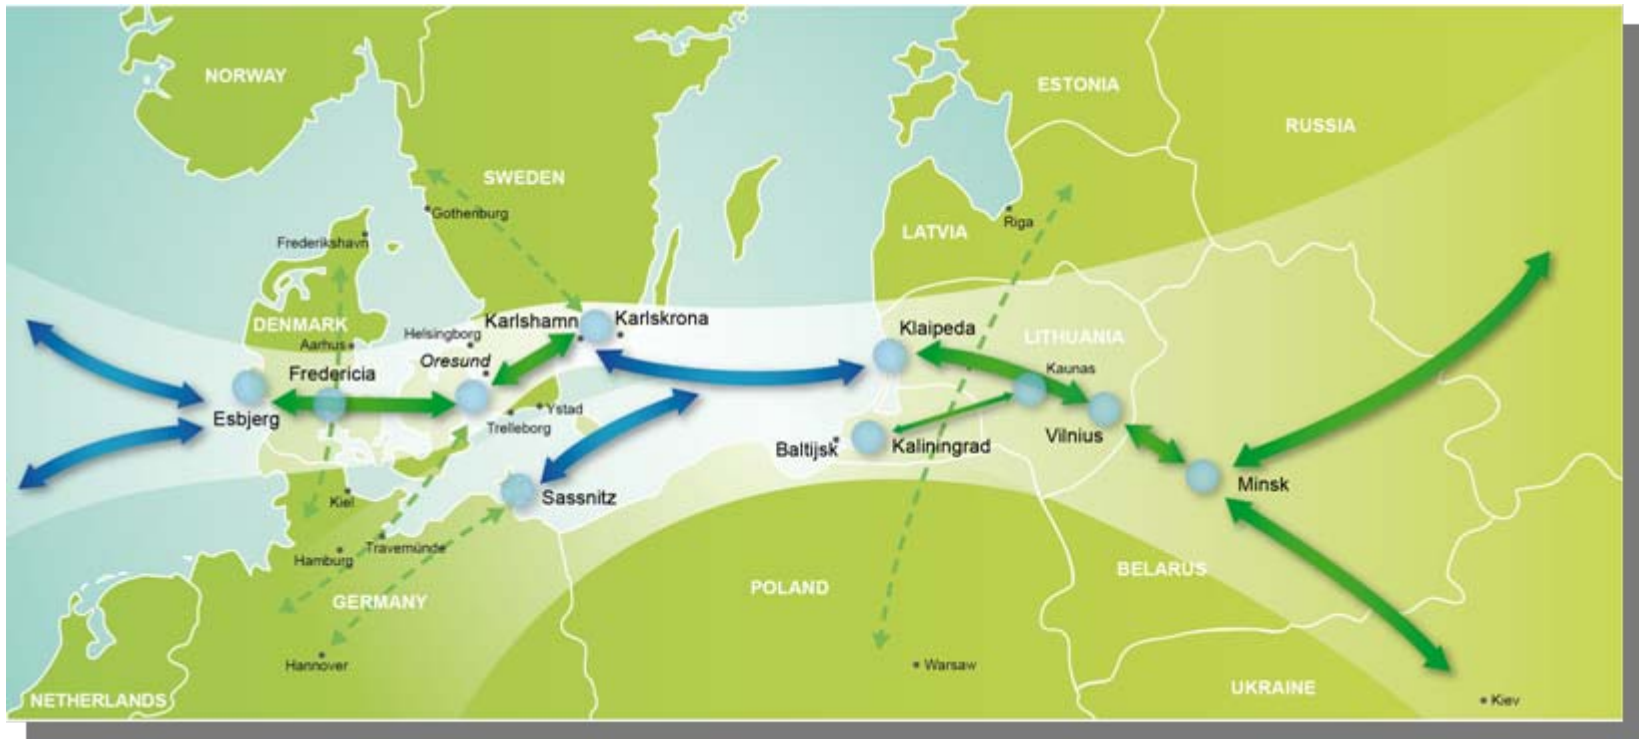 NORWAY
ESTONIA
RUSSIA
SWEDEN
Gothenburg
Riga
LATVIA
Frederikshavn
DENMARK
Helsingborg
Karlshamn
Karlskrona
Klaipeda
LITHUANIA
Aarhus
Oresund
Fredericia
Kaunas
Esbjerg
Ystad
Trelleborg
Vilnius
Baltijsk
Kaliningrad
Minsk
Sassnitz
Kiel
Travemünde
Hamburg
BELARUS
POLAND
GERMANY
Hannover
Warsaw
UKRAINE
NETHERLANDS
Kiev